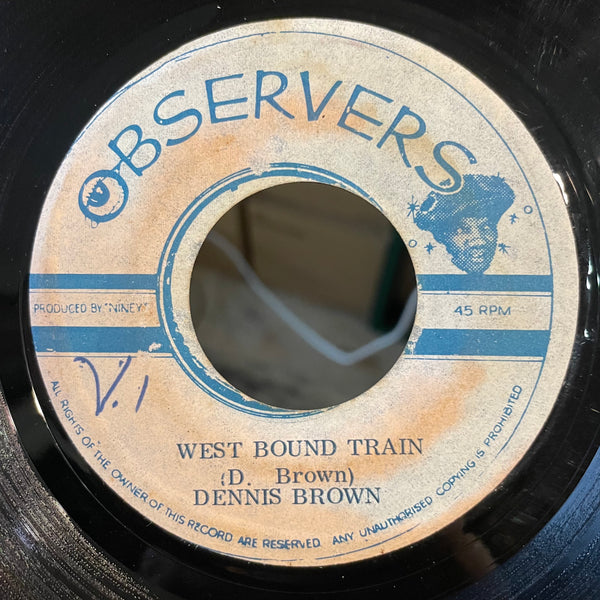 OBSERVERS
PRODUCED BY "NINEY"
45 RPM
V.1
WEST BOUND TRAIN
(D. Brown)
DENNIS BROWN
ALL RIGHTS OF THE OWNER OF THIS RECORD ARE RESERVED. ANY UNAUTHORISED COPYING IS PROHIBITED